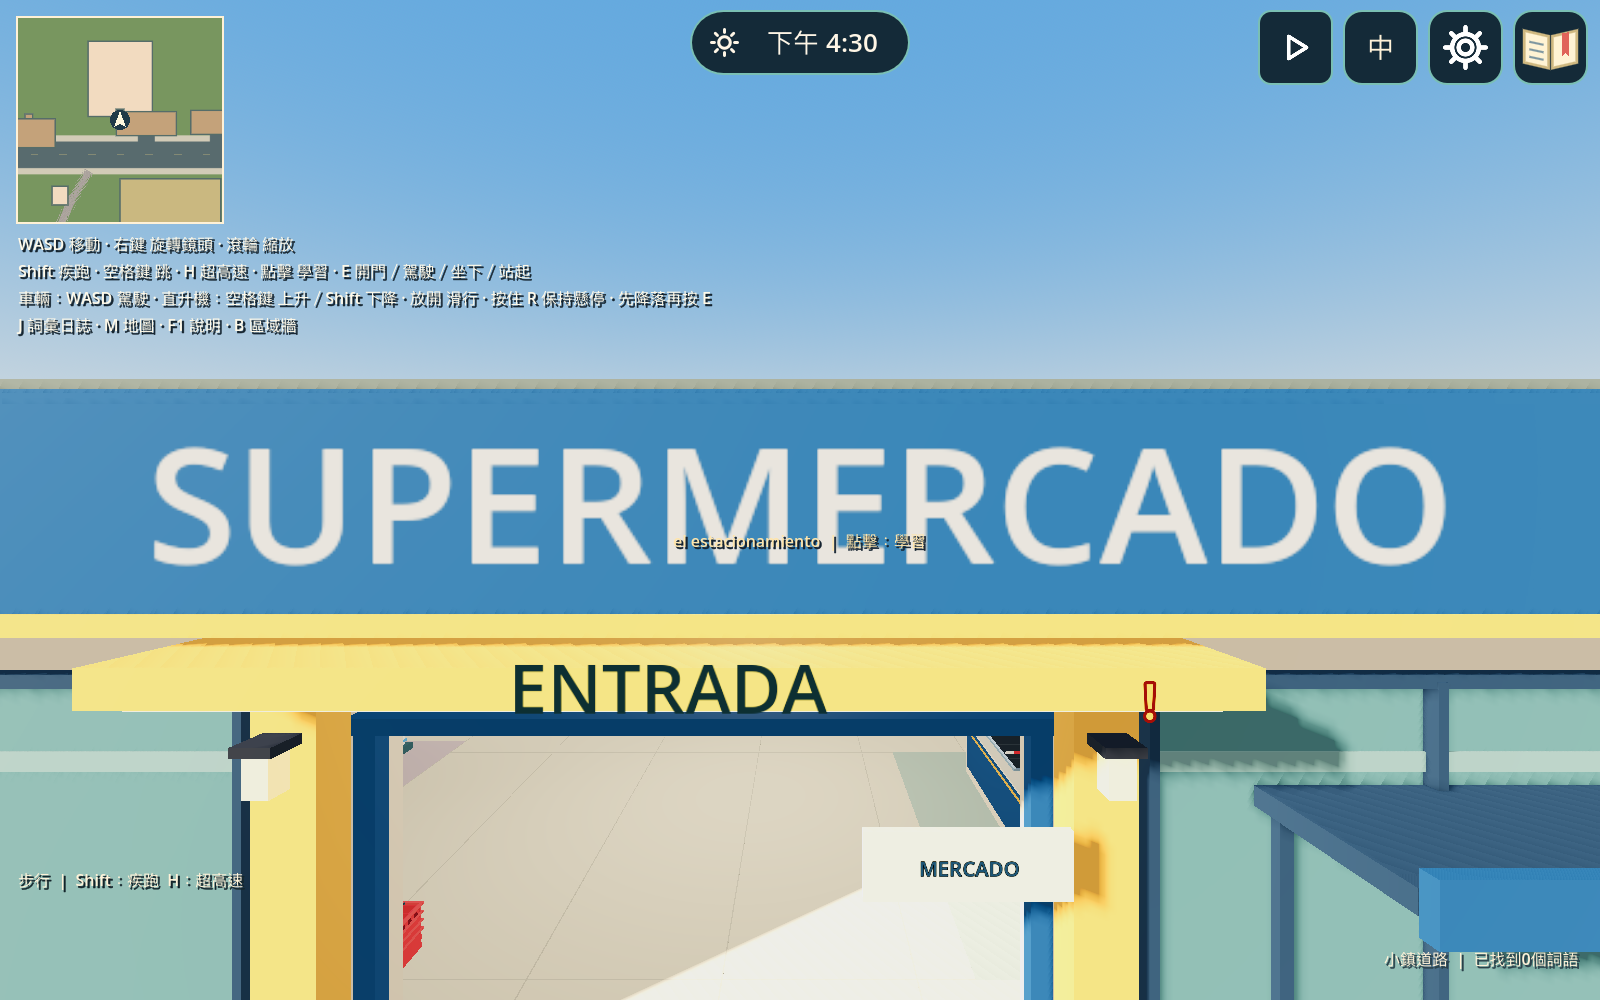 下午 4:30
中
WASD 移動 · 右鍵 旋轉鏡頭 · 滾輪 縮放
Shift 疾跑 · 空格鍵 跳 · H 超高速 · 點擊 學習 · E 開門 / 駕駛 / 坐下 / 站起
車輛：WASD 駕駛 · 直升機：空格鍵 上升 / Shift 下降 · 放開 滑行 · 按住 R 保持懸停 · 先降落再按 E
J 詞彙日誌 · M 地圖 · F1 說明 · B 區域牆
SUPERMERCADO
el estacionamiento | 點擊：學習
ENTRADA
MERCADO
步行 | Shift：疾跑 H：超高速
小鎮道路 | 已找到0個詞語